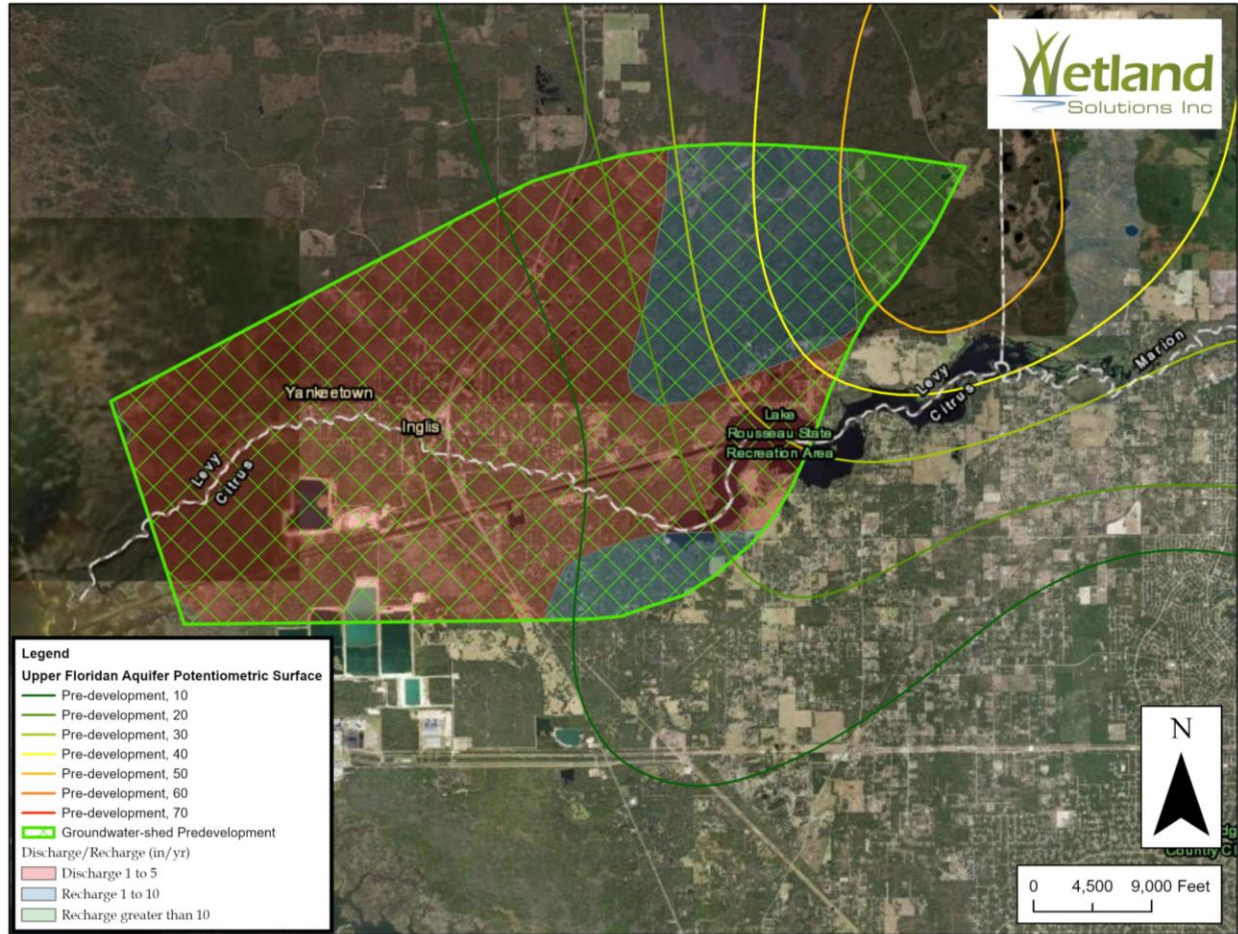 Wetland
Solutions Inc
Yankeetown
Inglis
Levy
Citrus
Lake
Rousseau State
Recreation Area
Levy
Citrus
Marion
Legend
Upper Floridan Aquifer Potentiometric Surface
Pre-development, 10
Pre-development, 20
Pre-development, 30
Pre-development, 40
Pre-development, 50
Pre-development, 60
Pre-development, 70
Groundwater-shed Predevelopment
Discharge/Recharge (in/yr)
Discharge 1 to 5
Recharge 1 to 10
Recharge greater than 10
N
0 4,500 9,000 Feet
Country